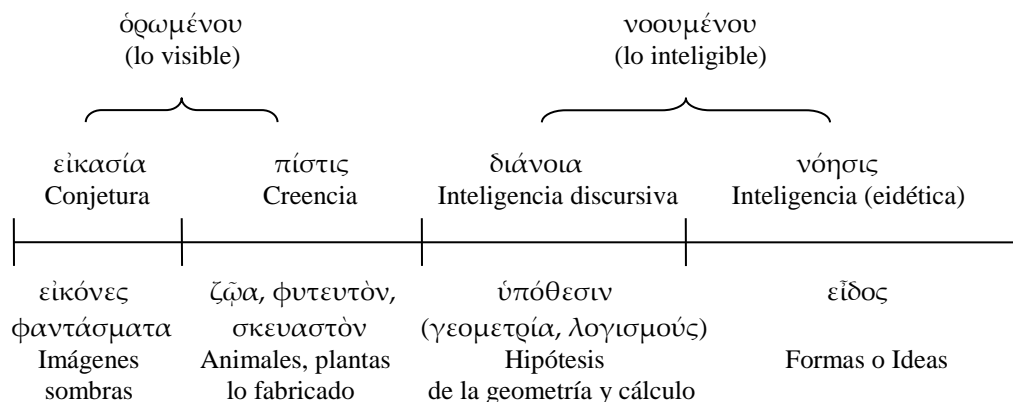 ὁρωμένου νοουμένου
(lo visible) (lo inteligible)
εἰκασία πίστις διάνοια νόησις
Conjetura Creencia Inteligencia discursiva Inteligencia (eidética)
εἰκόνες ζῷα, φυτευτὸν, ὑπόθεσιν εἶδος
φαντάσματα σκευαστὸν (γεομετρία, λογισμούς)
Imágenes Animales, plantas Hipótesis Formas o Ideas
sombras lo fabricado de la geometría y cálculo